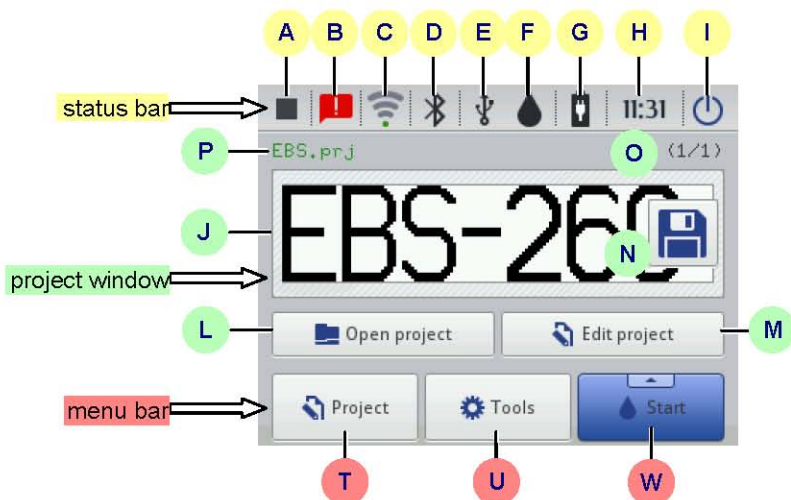 A B C D E F G H I
status bar
11:31
P EBS.prj O (1/1)
J EBS-260
N
project window
L Open project Edit project M
menu bar Project Tools Start
T U W